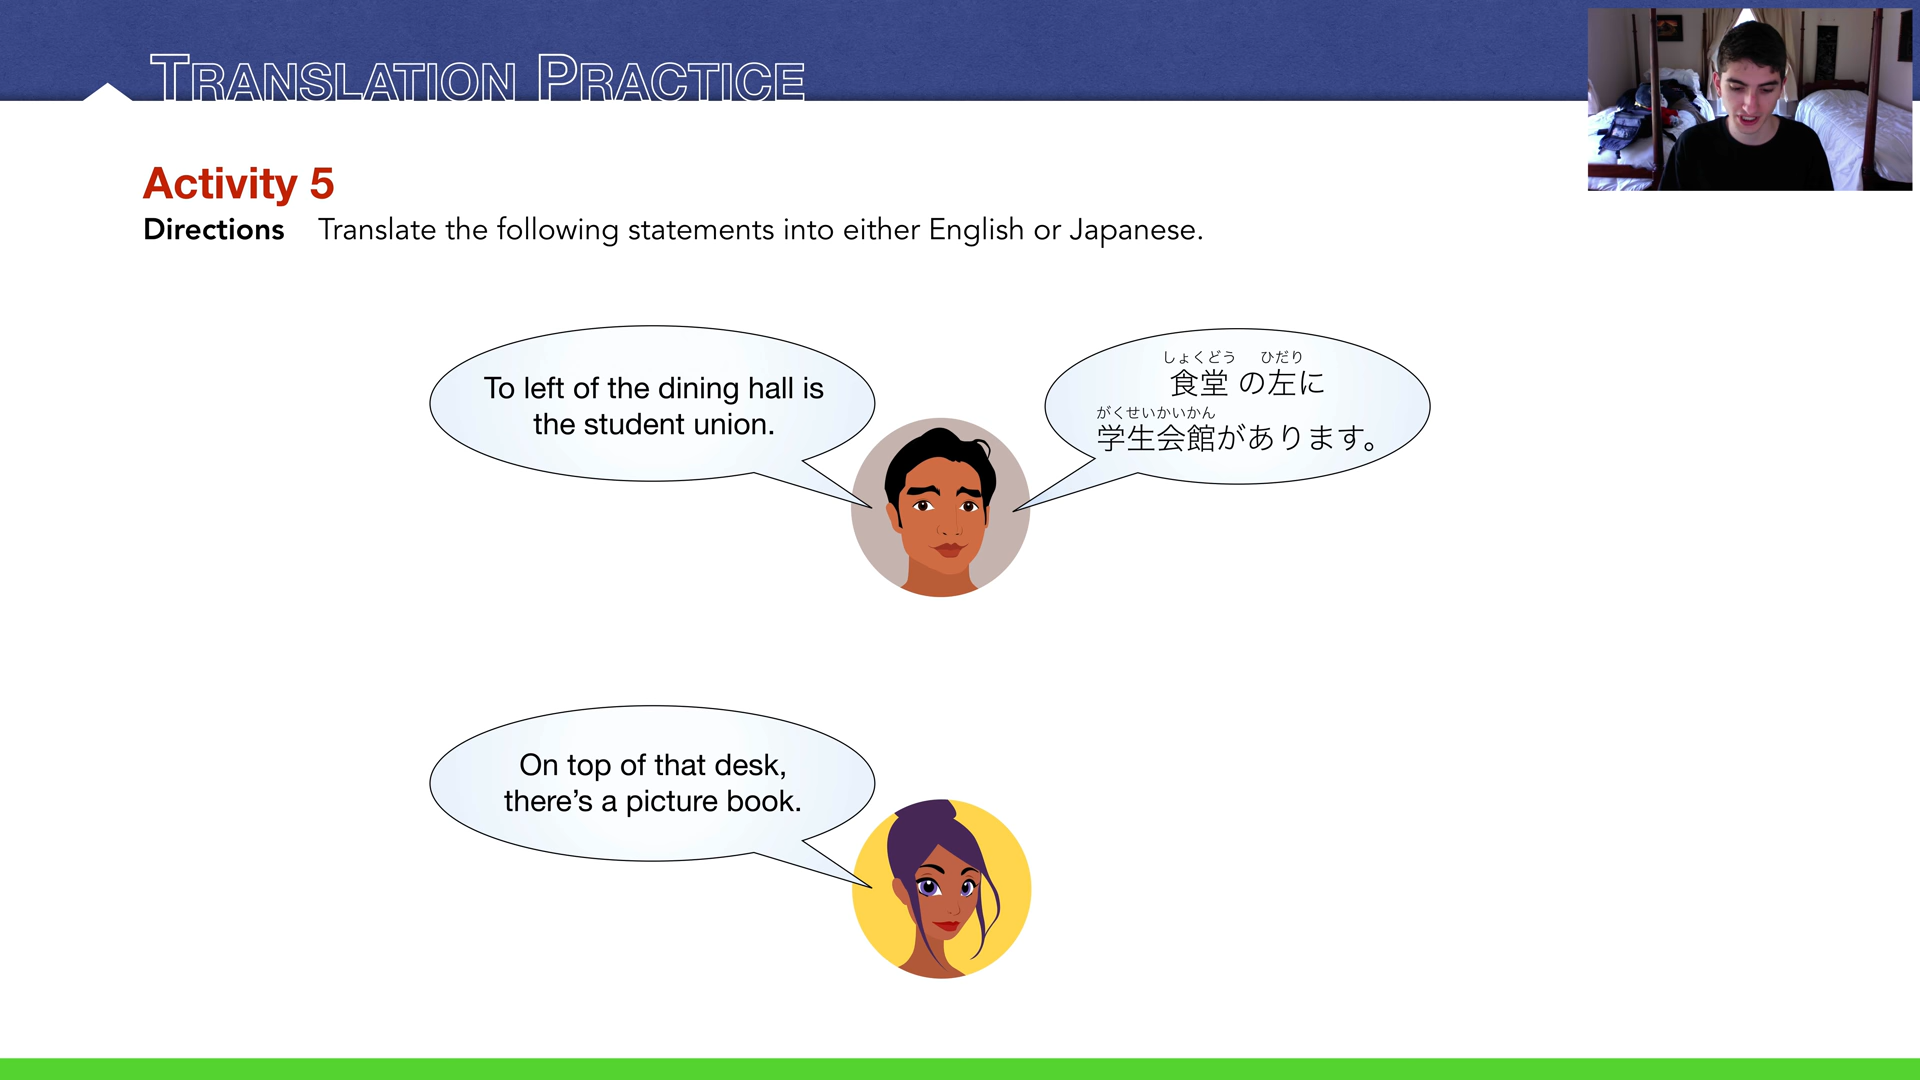 TRANSLATION PRACTICE
Activity 5
Directions Translate the following statements into either English or Japanese.
To left of the dining hall is
the student union.
しょくどう ひだり
食堂 の左に
がくせいかいかん
学生会館があります。
On top of that desk,
there’s a picture book.